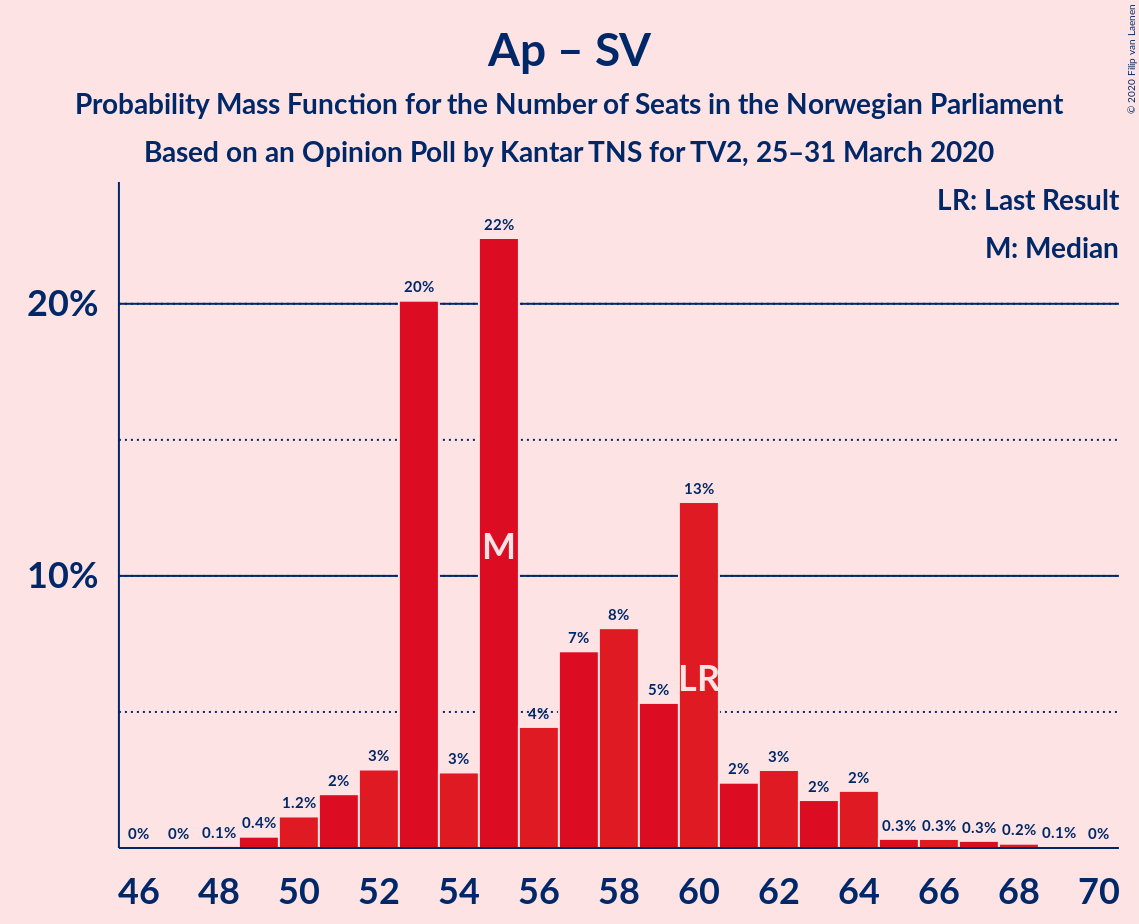 Ap – SV
Probability Mass Function for the Number of Seats in the Norwegian Parliament
Based on an Opinion Poll by Kantar TNS for TV2, 25–31 March 2020
© 2020 Filip van Laenen
LR: Last Result
M: Median
20%
10%
0% 0% 0.1% 0.4% 1.2% 2% 3% 20% 3% 22% 4% 7% 8% 5% 13% 2% 3% 2% 2% 0.3% 0.3% 0.3% 0.2% 0.1% 0%
M
LR
46 48 50 52 54 56 58 60 62 64 66 68 70